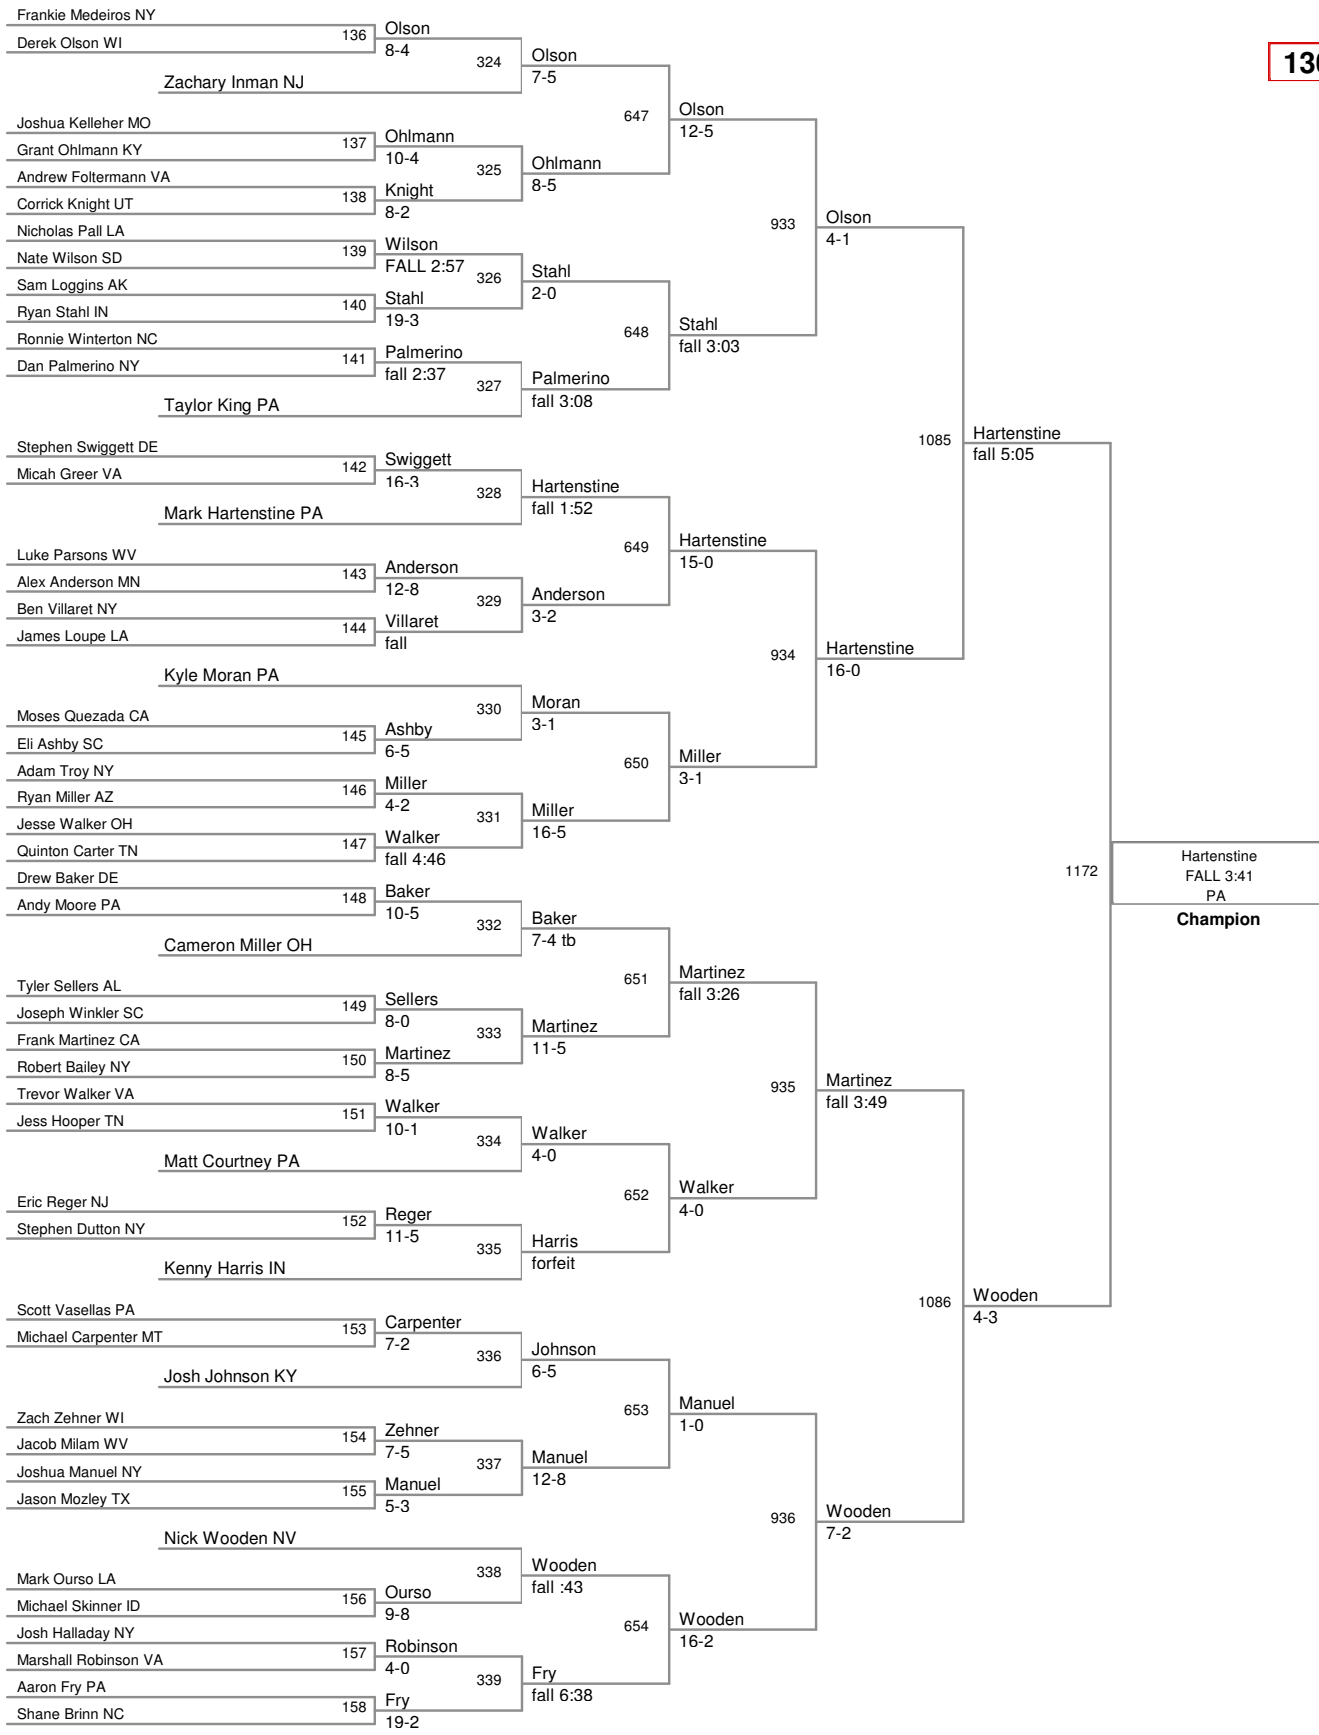 Frankie Medeiros NY
136
Olson
Derek Olson WI
8-4
324
Olson
7-5
130
Zachary Inman NJ
647
Olson
12-5
Joshua Kelleher MO
137
Ohlmann
Grant Ohlmann KY
10-4
325
Ohlmann
8-5
Andrew Foltermann VA
138
Knight
Corrick Knight UT
8-2
933
Olson
4-1
Nicholas Pall LA
139
Wilson
Nate Wilson SD
FALL 2:57
326
Stahl
2-0
Sam Loggins AK
140
Stahl
Ryan Stahl IN
19-3
648
Stahl
fall 3:03
Ronnie Winterton NC
141
Palmerino
Dan Palmerino NY
fall 2:37
327
Palmerino
fall 3:08
Taylor King PA
1085
Hartenstine
fall 5:05
Stephen Swiggett DE
142
Swiggett
Micah Greer VA
16-3
328
Hartenstine
fall 1:52
Mark Hartenstine PA
649
Hartenstine
15-0
Luke Parsons WV
143
Anderson
Alex Anderson MN
12-8
329
Anderson
3-2
Ben Villaret NY
144
Villaret
James Loupe LA
fall
934
Hartenstine
16-0
Kyle Moran PA
330
Moran
3-1
Moses Quezada CA
145
Ashby
Eli Ashby SC
6-5
650
Miller
3-1
Adam Troy NY
146
Miller
Ryan Miller AZ
4-2
331
Miller
16-5
Jesse Walker OH
147
Walker
Quinton Carter TN
fall 4:46
1172
Hartenstine
FALL 3:41
PA
Champion
Drew Baker DE
148
Baker
Andy Moore PA
10-5
332
Baker
7-4 tb
Cameron Miller OH
651
Martinez
fall 3:26
Tyler Sellers AL
149
Sellers
Joseph Winkler SC
8-0
333
Martinez
11-5
Frank Martinez CA
150
Martinez
Robert Bailey NY
8-5
935
Martinez
fall 3:49
Trevor Walker VA
151
Walker
Jess Hooper TN
10-1
334
Walker
4-0
Matt Courtney PA
652
Walker
4-0
Eric Reger NJ
152
Reger
Stephen Dutton NY
11-5
335
Harris
forfeit
Kenny Harris IN
1086
Wooden
4-3
Scott Vasellas PA
153
Carpenter
Michael Carpenter MT
7-2
336
Johnson
6-5
Josh Johnson KY
653
Manuel
1-0
Zach Zehner WI
154
Zehner
Jacob Milam WV
7-5
337
Manuel
12-8
Joshua Manuel NY
155
Manuel
Jason Mozley TX
5-3
936
Wooden
7-2
Nick Wooden NV
338
Wooden
fall :43
Mark Ourso LA
156
Ourso
Michael Skinner ID
9-8
654
Wooden
16-2
Josh Halladay NY
157
Robinson
Marshall Robinson VA
4-0
339
Fry
fall 6:38
Aaron Fry PA
158
Fry
Shane Brinn NC
19-2